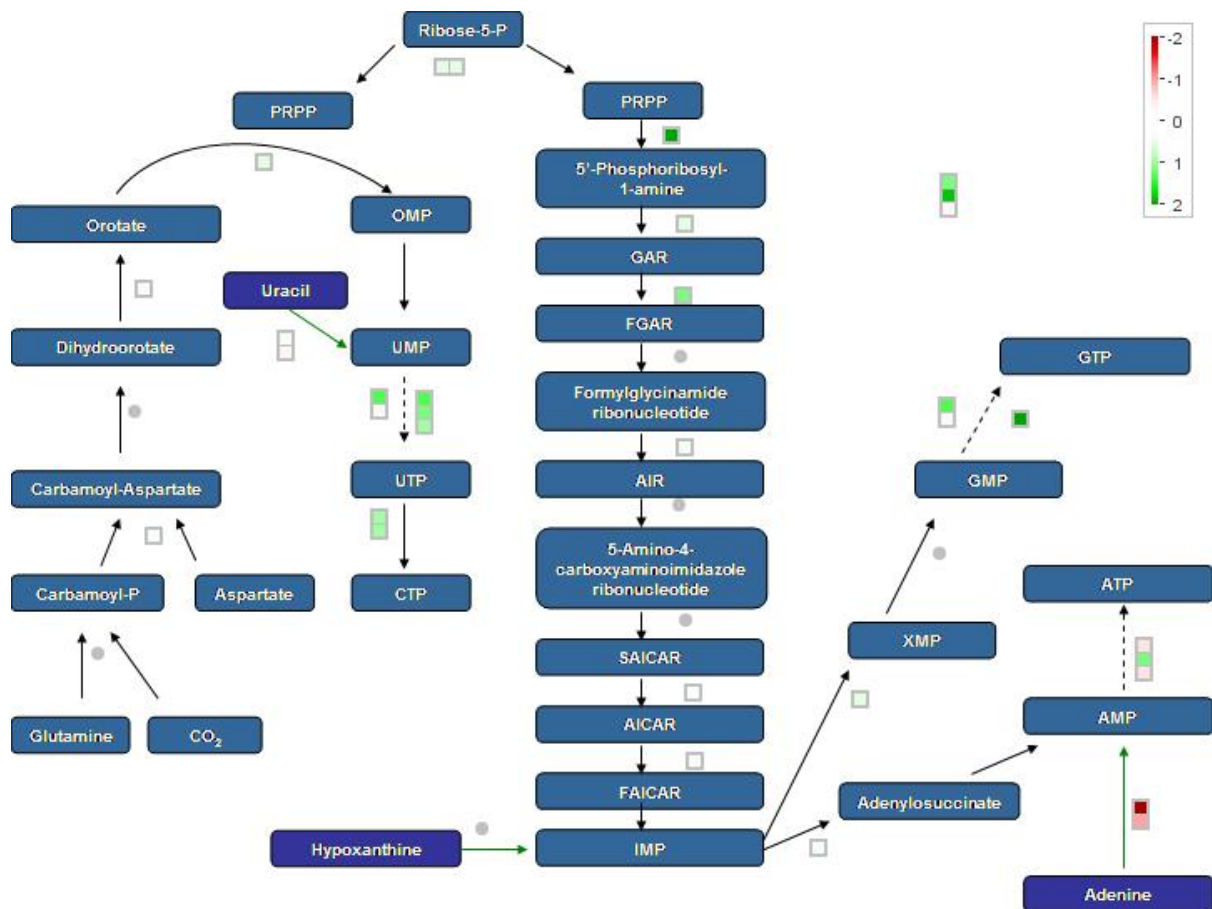 Ribose-5-P
PRPP
PRPP
-2
-1
0
1
2
5'-Phosphoribosyl-
1-amine
Orotate
OMP
GAR
Uracil
FGAR
Dihydroorotate
UMP
GTP
Formylglycinamide
ribonucleotide
Carbamoyl-Aspartate
UTP
AIR
GMP
5-Amino-4-
carboxyaminoimidazole
ribonucleotide
Carbamoyl-P
Aspartate
CTP
ATP
SAICAR
XMP
Glutamine
CO2
AICAR
AMP
FAICAR
Adenylosuccinate
Hypoxanthine
IMP
Adenine